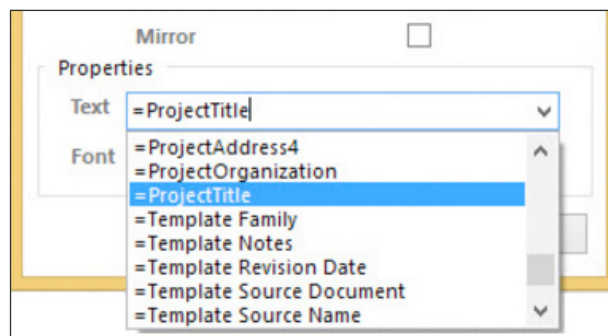 Mirror
Properties
Text =ProjectTitle
Font
=ProjectAddress4
=ProjectOrganization
=ProjectTitle
=Template Family
=Template Notes
=Template Revision Date
=Template Source Document
=Template Source Name